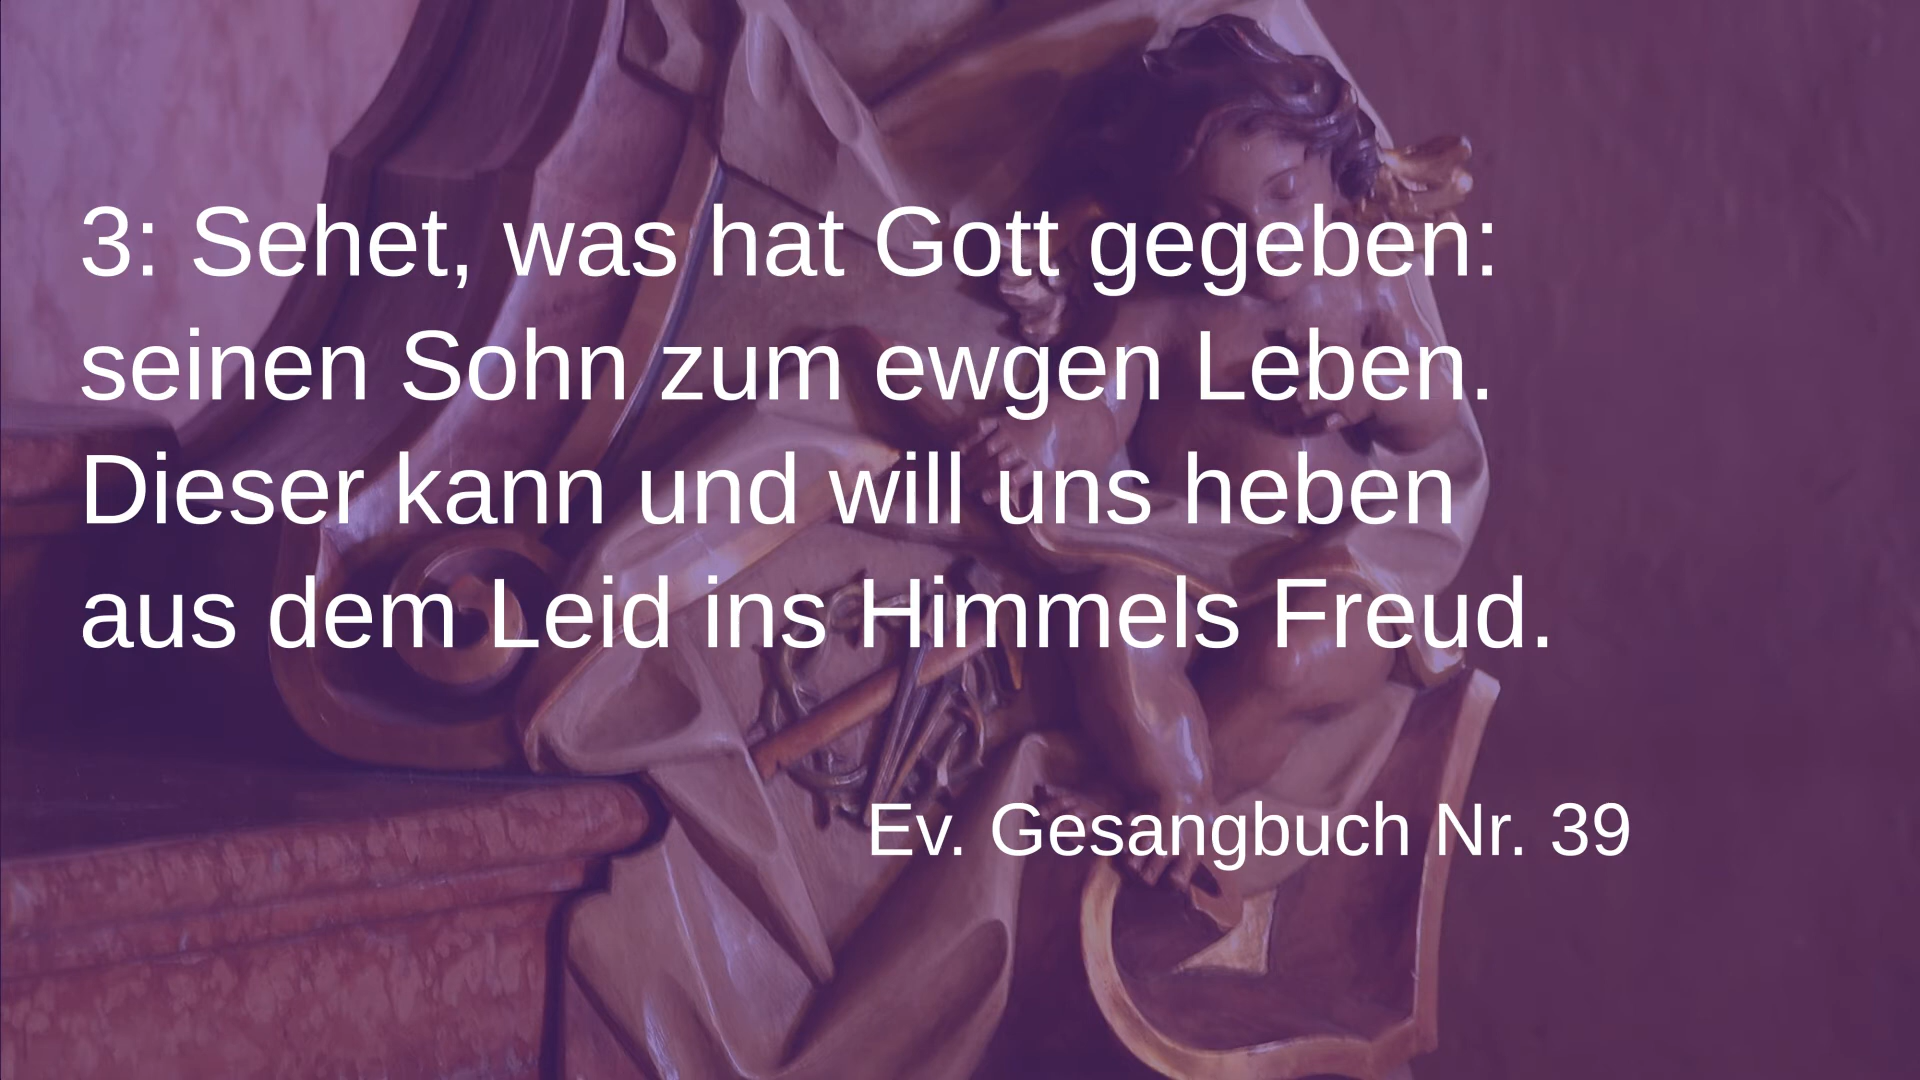 3: Sehet, was hat Gott gegeben:
seinen Sohn zum ewgen Leben.
Dieser kann und will uns heben
aus dem Leid ins Himmels Freud.
Ev. Gesangbuch Nr. 39